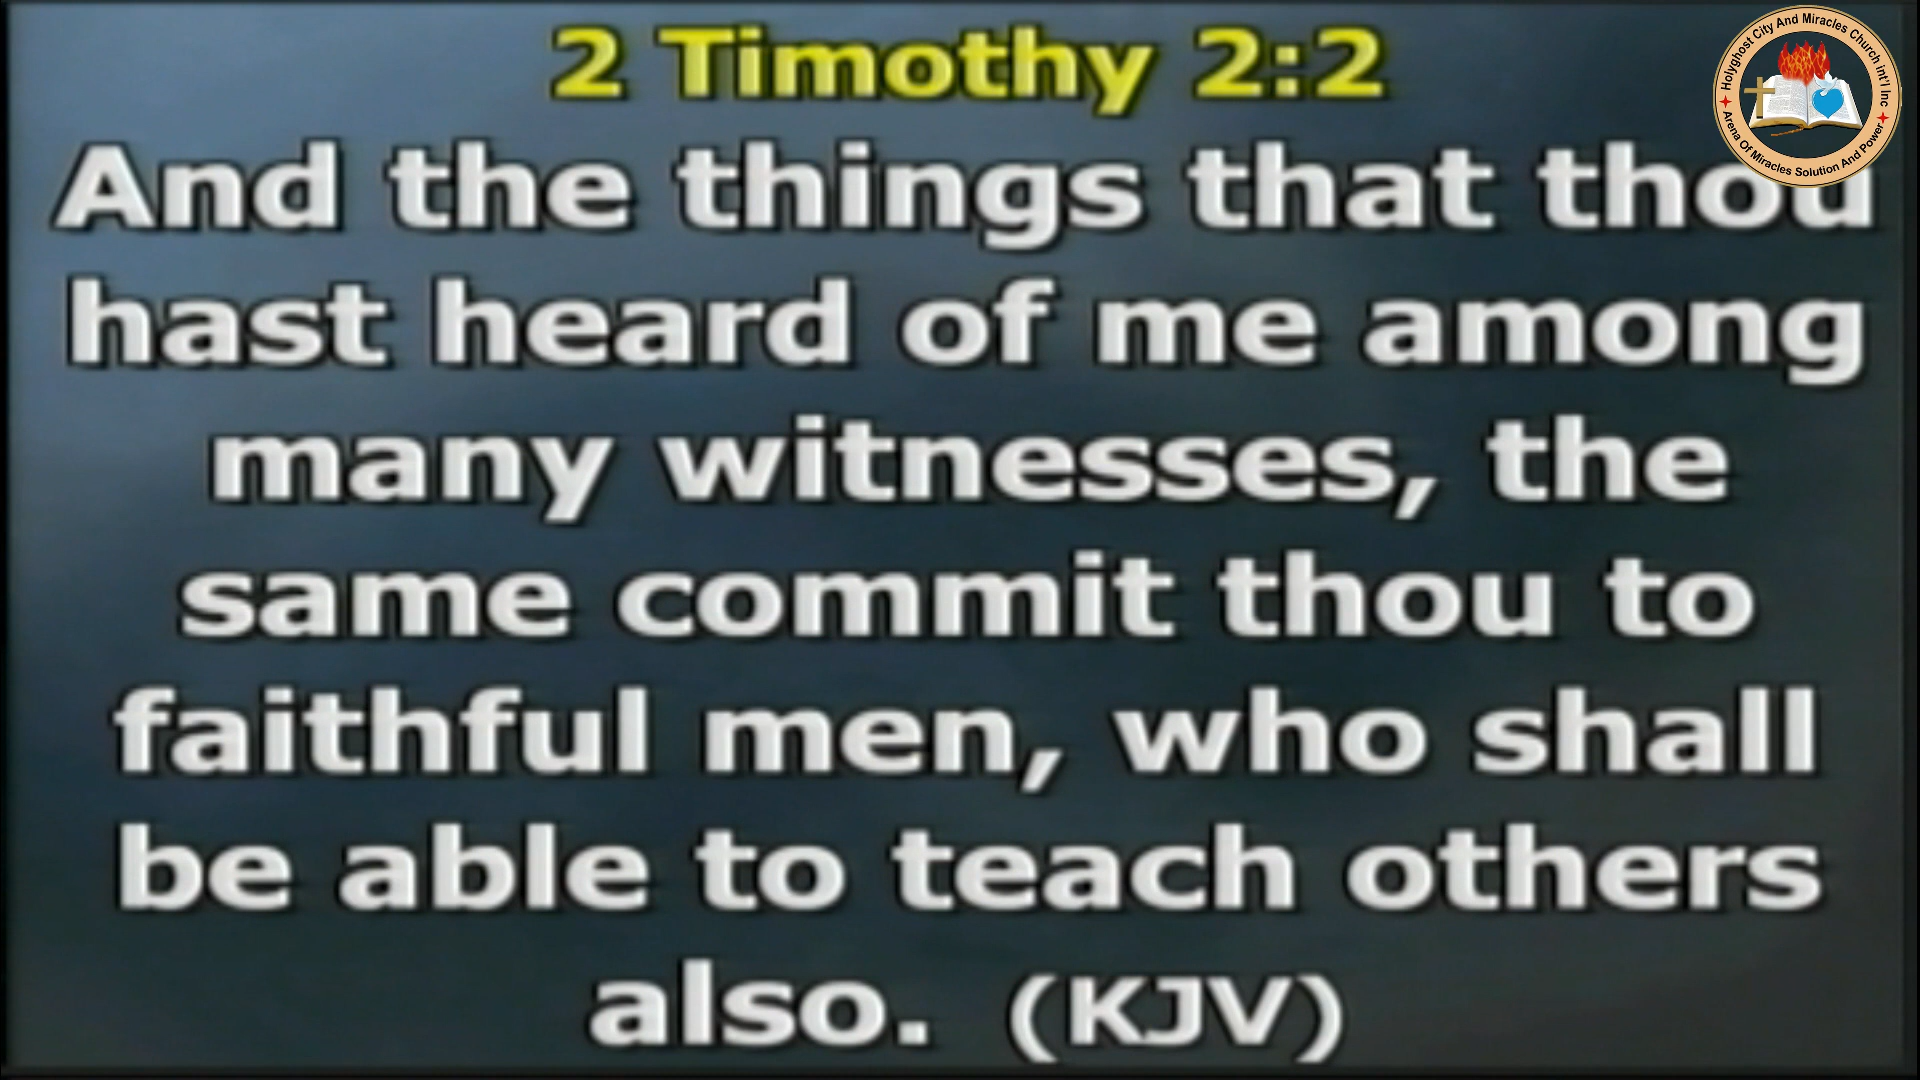 2 Timothy 2:2
And the things that thou
hast heard of me among
many witnesses, the
same commit thou to
faithful men, who shall
be able to teach others
also. (KJV)
Holyghost City And Miracles Church int'l Inc
Arena Of Miracles Solution And Power